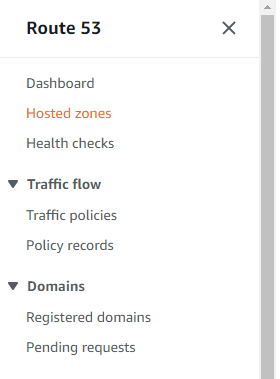 Route 53
Dashboard
Hosted zones
Health checks
Traffic flow
Traffic policies
Policy records
Domains
Registered domains
Pending requests